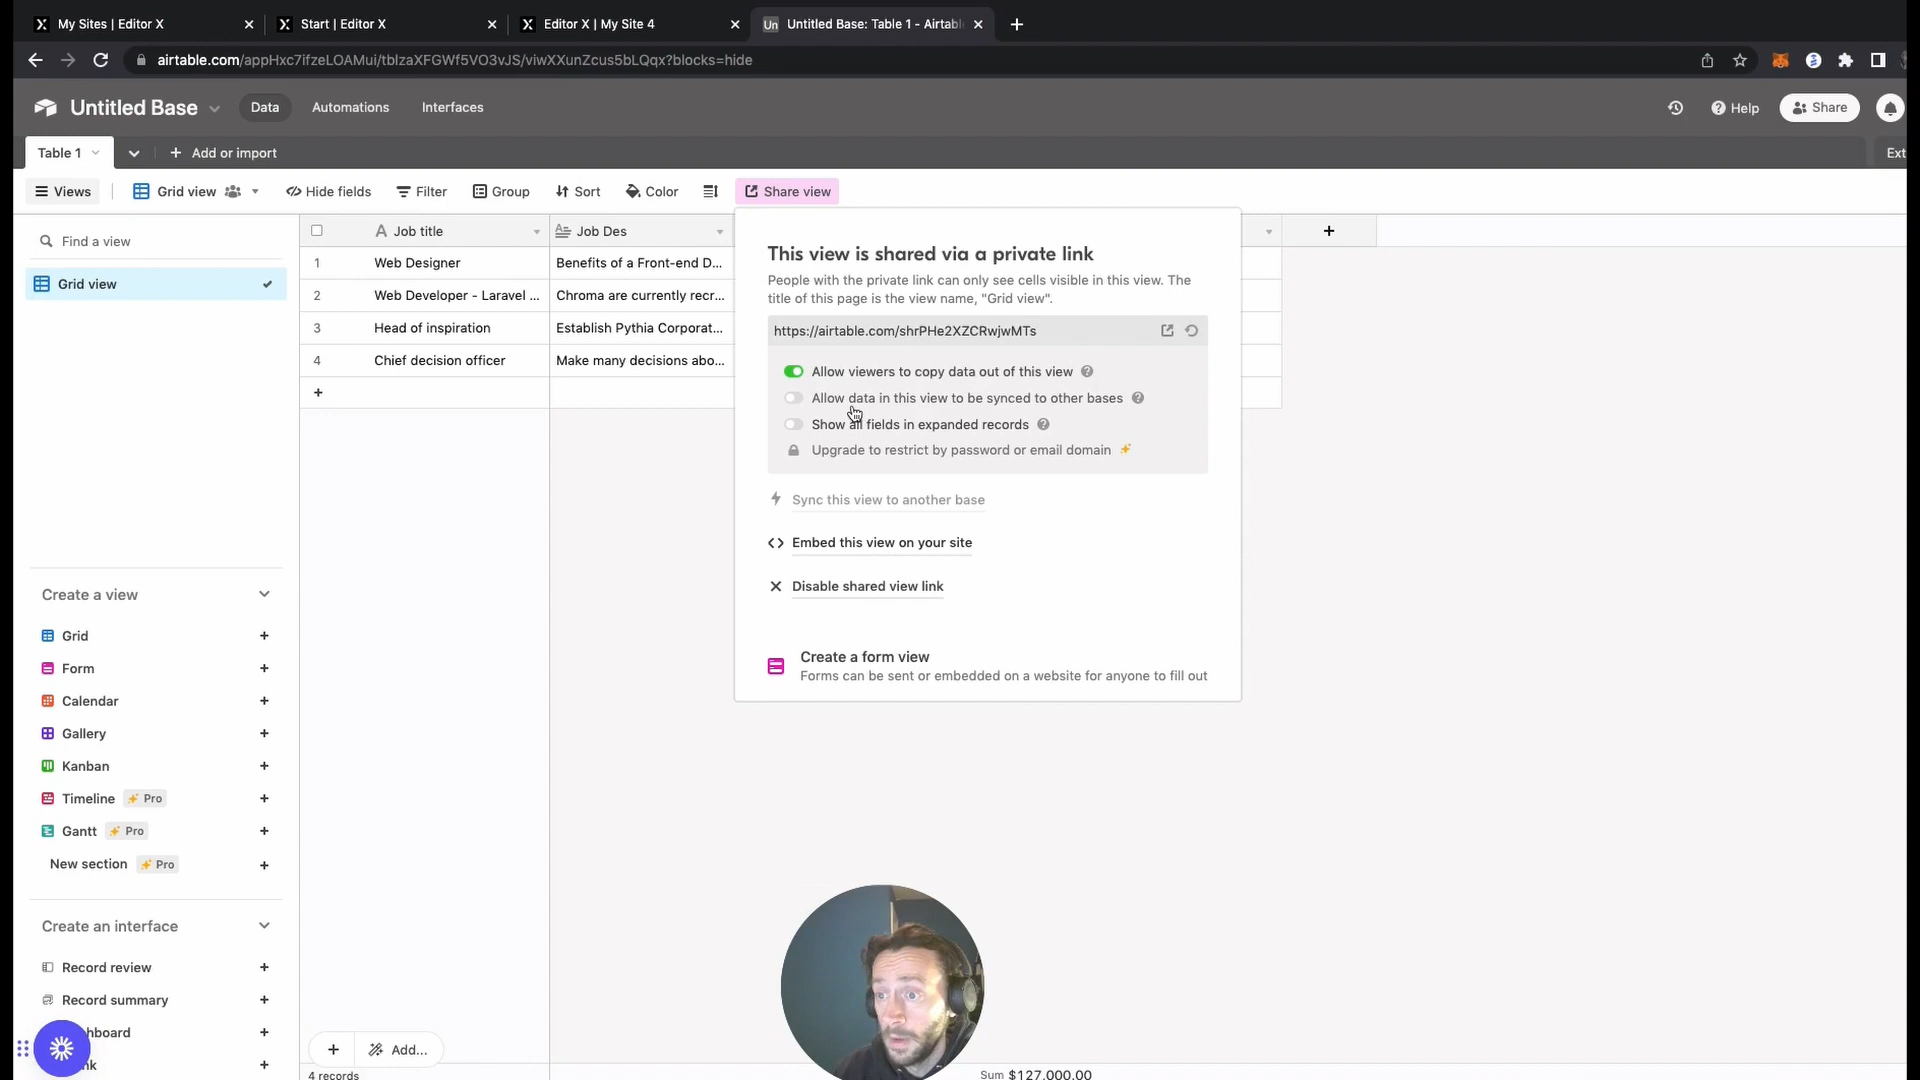 My Sites | Editor X
Start | Editor X
Editor X | My Site 4
Un Untitled Base: Table 1 - Airtab
airtable.com/appHxc7ifzeLOAMui/tblzaXFGWf5VO3vJS/viwXXunZcus5bLQqx?blocks=hide
Untitled Base Data Automations Interfaces Help Share
Table 1 Add or import Ext
Views Grid view Hide fields Filter Group Sort Color Share view
Find a view
Grid view
Job title Job Des
1 Web Designer Benefits of a Front-end D...
2 Web Developer - Laravel ... Chroma are currently recr...
3 Head of inspiration Establish Pythia Corporat...
4 Chief decision officer Make many decisions abo...
This view is shared via a private link
People with the private link can only see cells visible in this view. The
title of this page is the view name, "Grid view".
https://airtable.com/shrPHe2XZCRwjwMTs
Allow viewers to copy data out of this view
Allow data in this view to be synced to other bases
Show all fields in expanded records
Upgrade to restrict by password or email domain
Sync this view to another base
Embed this view on your site
Disable shared view link
Create a form view
Forms can be sent or embedded on a website for anyone to fill out
Create a view
Grid
Form
Calendar
Gallery
Kanban
Timeline Pro
Gantt Pro
New section Pro
Create an interface
Record review
Record summary
hboard
nk
Add...
4 records
Sum $127,000.00